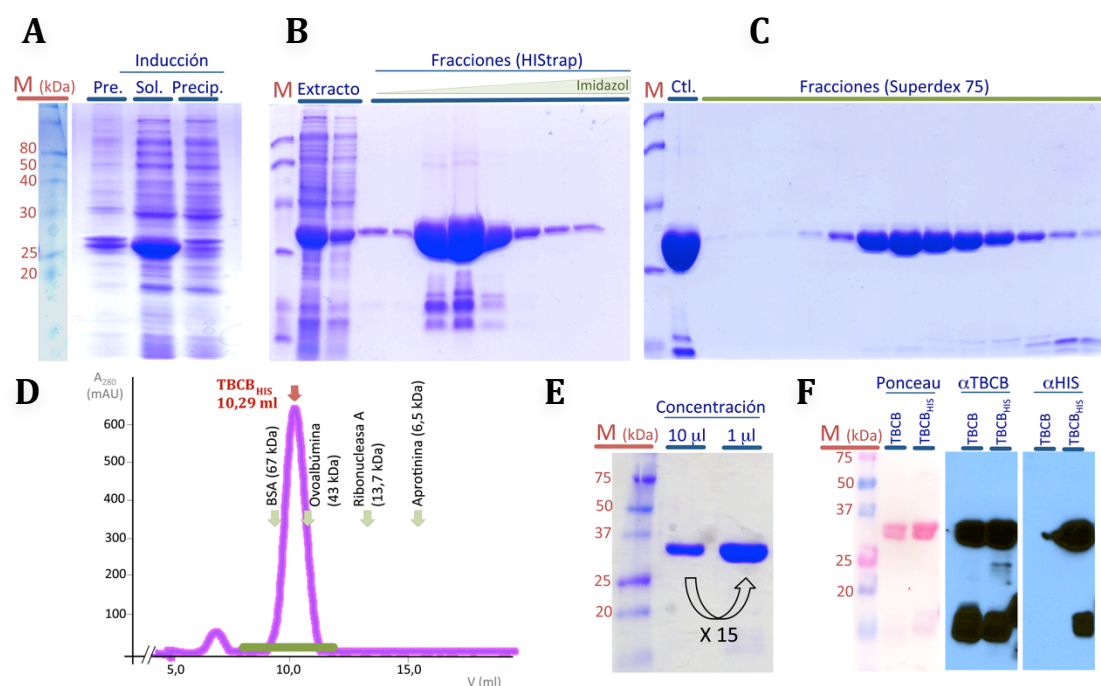 A
Inducción
M (kDa)
Pre.
Sol.
Precip.
80
50
40
30
25
20
B
Fracciones (HIStrap)
Imidazol
M
Extracto
C
M
Ctl.
Fracciones (Superdex 75)
D
A280
(mAU)
600
500
400
300
200
100
TBCBHIS
10,29 ml
BSA (67 kDa)
Ovoalbúmina
(43 kDa)
Ribonucleasa A
(13,7 kDa)
Aprotinina (6,5 kDa)
5,0
10,0
15,0
V (ml)
E
Concentración
M (kDa)
10 µl
1 µl
75
50
37
25
20
X 15
F
Ponceau
αTBCB
αHIS
M (kDa)
TBCB
TBCBHIS
TBCB
TBCBHIS
TBCB
TBCBHIS
75
50
37
25
20